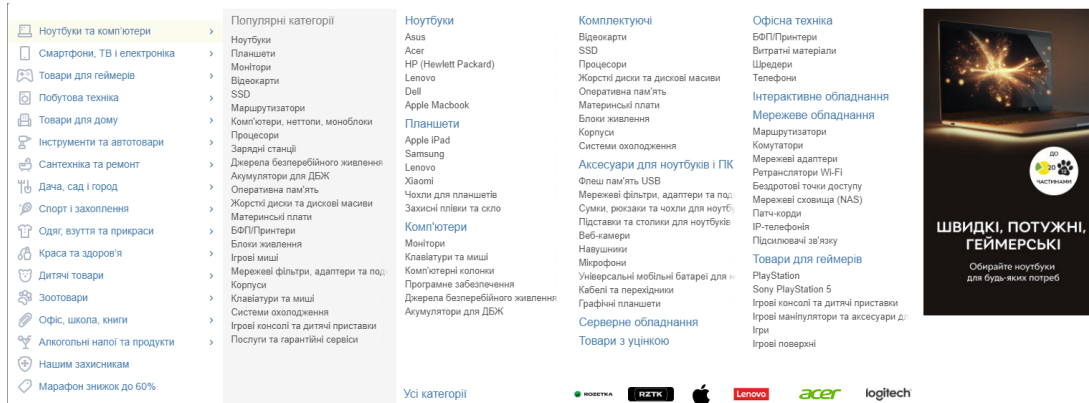 Ноутбуки та комп'ютери
Смартфони, ТВ і електроніка
Товари для геймерів
Побутова техніка
Товари для дому
Інструменти та автотовари
Сантехніка та ремонт
Дача, сад і город
Спорт і захоплення
Одяг, взуття та прикраси
Краса та здоров'я
Дитячі товари
Зоотовари
Офіс, школа, книги
Алкогольні напої та продукти
Нашим захисникам
Марафон знижок до 60%
Популярні категорії
Ноутбуки
Планшети
Монітори
Відеокарти
SSD
Маршрутизатори
Комп'ютери, неттопи, моноблоки
Процесори
Зарядні станції
Джерела безперебійного живлення
Акумулятори для ДБЖ
Оперативна пам'ять
Жорсткі диски та дискові масиви
Материнські плати
БФП/Принтери
Блоки живлення
Ігрові миші
Мережеві фільтри, адаптери та под
Корпуси
Клавіатури та миші
Системи охолодження
Ігрові консолі та дитячі приставки
Послуги та гарантійні сервіси
Ноутбуки
Asus
Acer
HP (Hewlett Packard)
Lenovo
Dell
Apple Macbook
Планшети
Apple iPad
Samsung
Lenovo
Xiaomi
Чохли для планшетів
Захисні плівки та скло
Комп'ютери
Монітори
Клавіатури та миші
Комп'ютерні колонки
Програмне забезпечення
Джерела безперебійного живлення
Акумулятори для ДБЖ
Комплектуючі
Відеокарти
SSD
Процесори
Жорсткі диски та дискові масиви
Оперативна пам'ять
Материнські плати
Блоки живлення
Корпуси
Системи охолодження
Аксесуари для ноутбуків і ПК
Флеш пам'ять USB
Мережеві фільтри, адаптери та под
Сумки, рюкзаки та чохли для ноутбу
Підставки та столики для ноутбуків
Веб-камери
Навушники
Мікрофони
Універсальні мобільні батареї для н
Кабелі та перехідники
Графічні планшети
Серверне обладнання
Товари з уцінкою
Офісна техніка
БФП/Принтери
Витратні матеріали
Шредери
Телефони
Інтерактивне обладнання
Мережеве обладнання
Маршрутизатори
Комутатори
Мережеві адаптери
Ретранслятори Wi-Fi
Бездротові точки доступу
Мережеві сховища (NAS)
Патч-корди
IP-телефонія
Підсилювачі зв'язку
Товари для геймерів
PlayStation
Sony PlayStation 5
Ігрові консолі та дитячі приставки
Ігрові маніпулятори та аксесуари дл
Ігри
Ігрові поверхні
ДО
20
ЧАСТИНАМИ
ШВИДКІ, ПОТУЖНІ,
ГЕЙМЕРСЬКІ
Обирайте ноутбуки
для будь-яких потреб
Усі категорії
ROZETKA
RZTK
Lenovo
acer
logitech